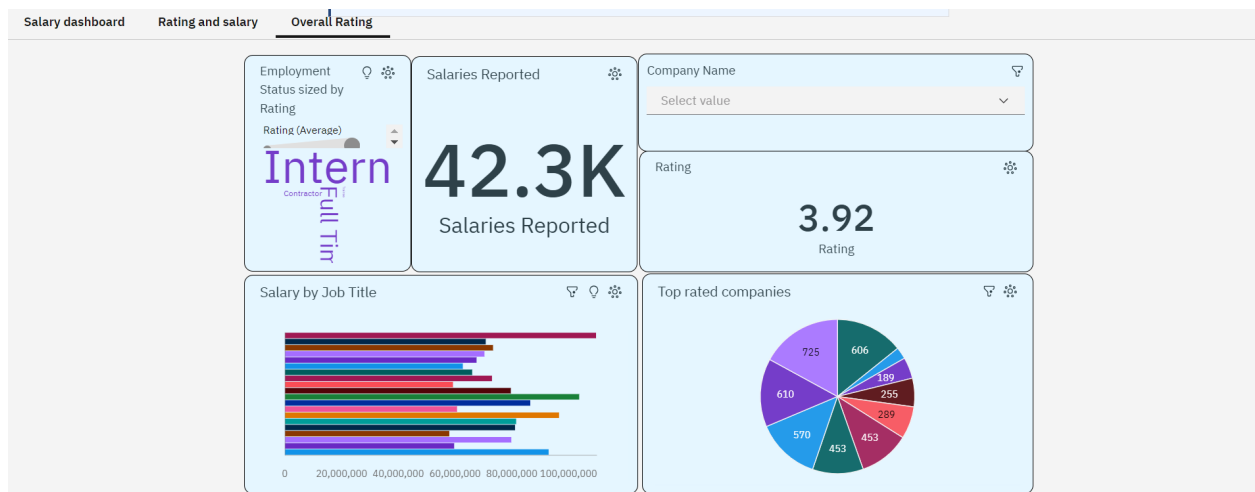 Salary dashboard Rating and salary Overall Rating
Employment
Status sized by
Rating
Rating (Average)
Intern
Contractor
Full Tim
Salaries Reported
42.3K
Salaries Reported
Company Name
Select value
Rating
3.92
Rating
Salary by Job Title
0 20,000,000 40,000,000 60,000,000 80,000,000 100,000,000
Top rated companies
725
606
189
610
255
289
570
453
453